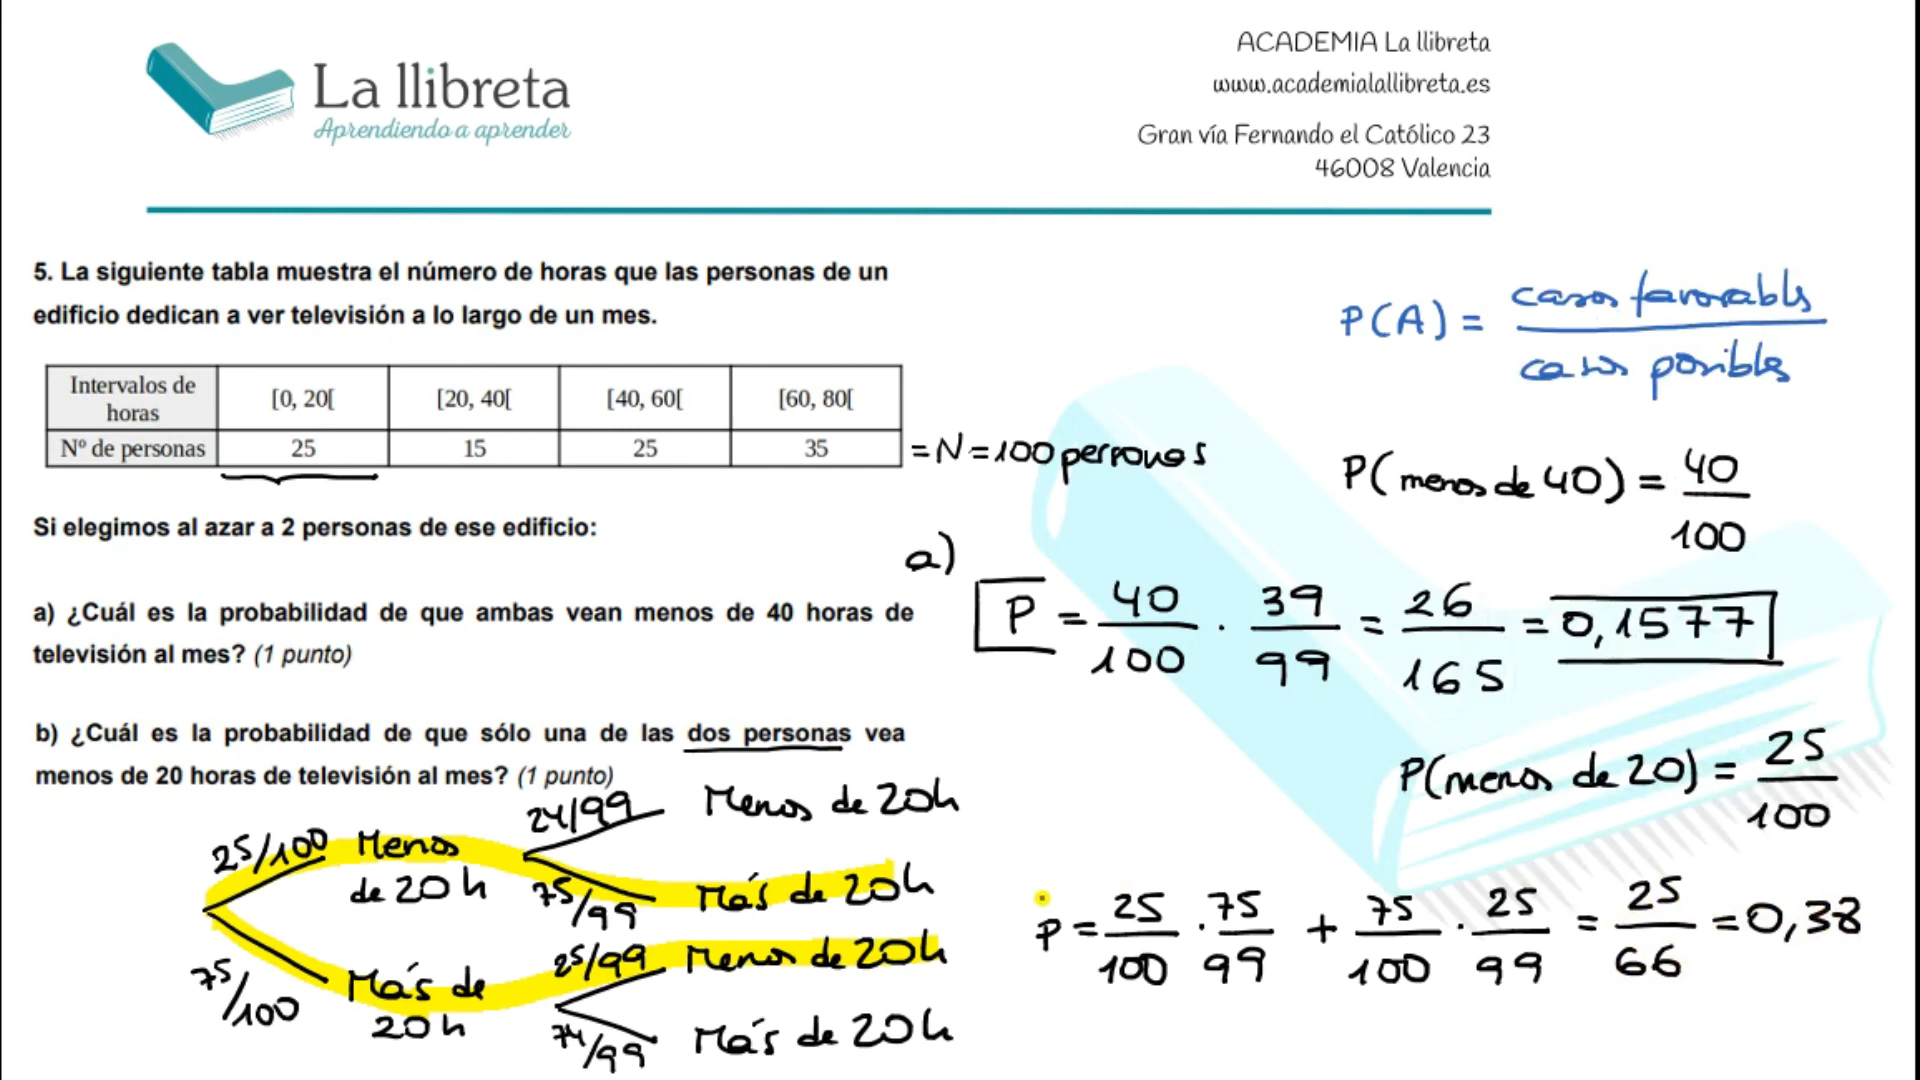 La llibreta
Aprendiendo a aprender
ACADEMIA La llibreta
www.academialallibreta.es
Gran vía Fernando el Católico 23
46008 Valencia
5. La siguiente tabla muestra el número de horas que las personas de un
edificio dedican a ver televisión a lo largo de un mes.
Intervalos de horas [0, 20[ [20, 40[ [40, 60[ [60, 80[
Nº de personas 25 15 25 35 = N = 100 personas
Si elegimos al azar a 2 personas de ese edificio:
a) ¿Cuál es la probabilidad de que ambas vean menos de 40 horas de
televisión al mes? (1 punto)
b) ¿Cuál es la probabilidad de que sólo una de las dos personas vea
menos de 20 horas de televisión al mes? (1 punto)
P(A) = casos favorables / casos posibles
P(menos de 40) = 40/100
a)
P = 40/100 · 39/99 = 26/165 = 0,1577
P(menos de 20) = 25/100
25/100 Menos de 20h
24/99 Menos de 20h
75/99 Más de 20h
75/100 Más de 20h
25/99 Menos de 20h
74/99 Más de 20h
P = 25/100 · 75/99 + 75/100 · 25/99 = 25/66 = 0,38